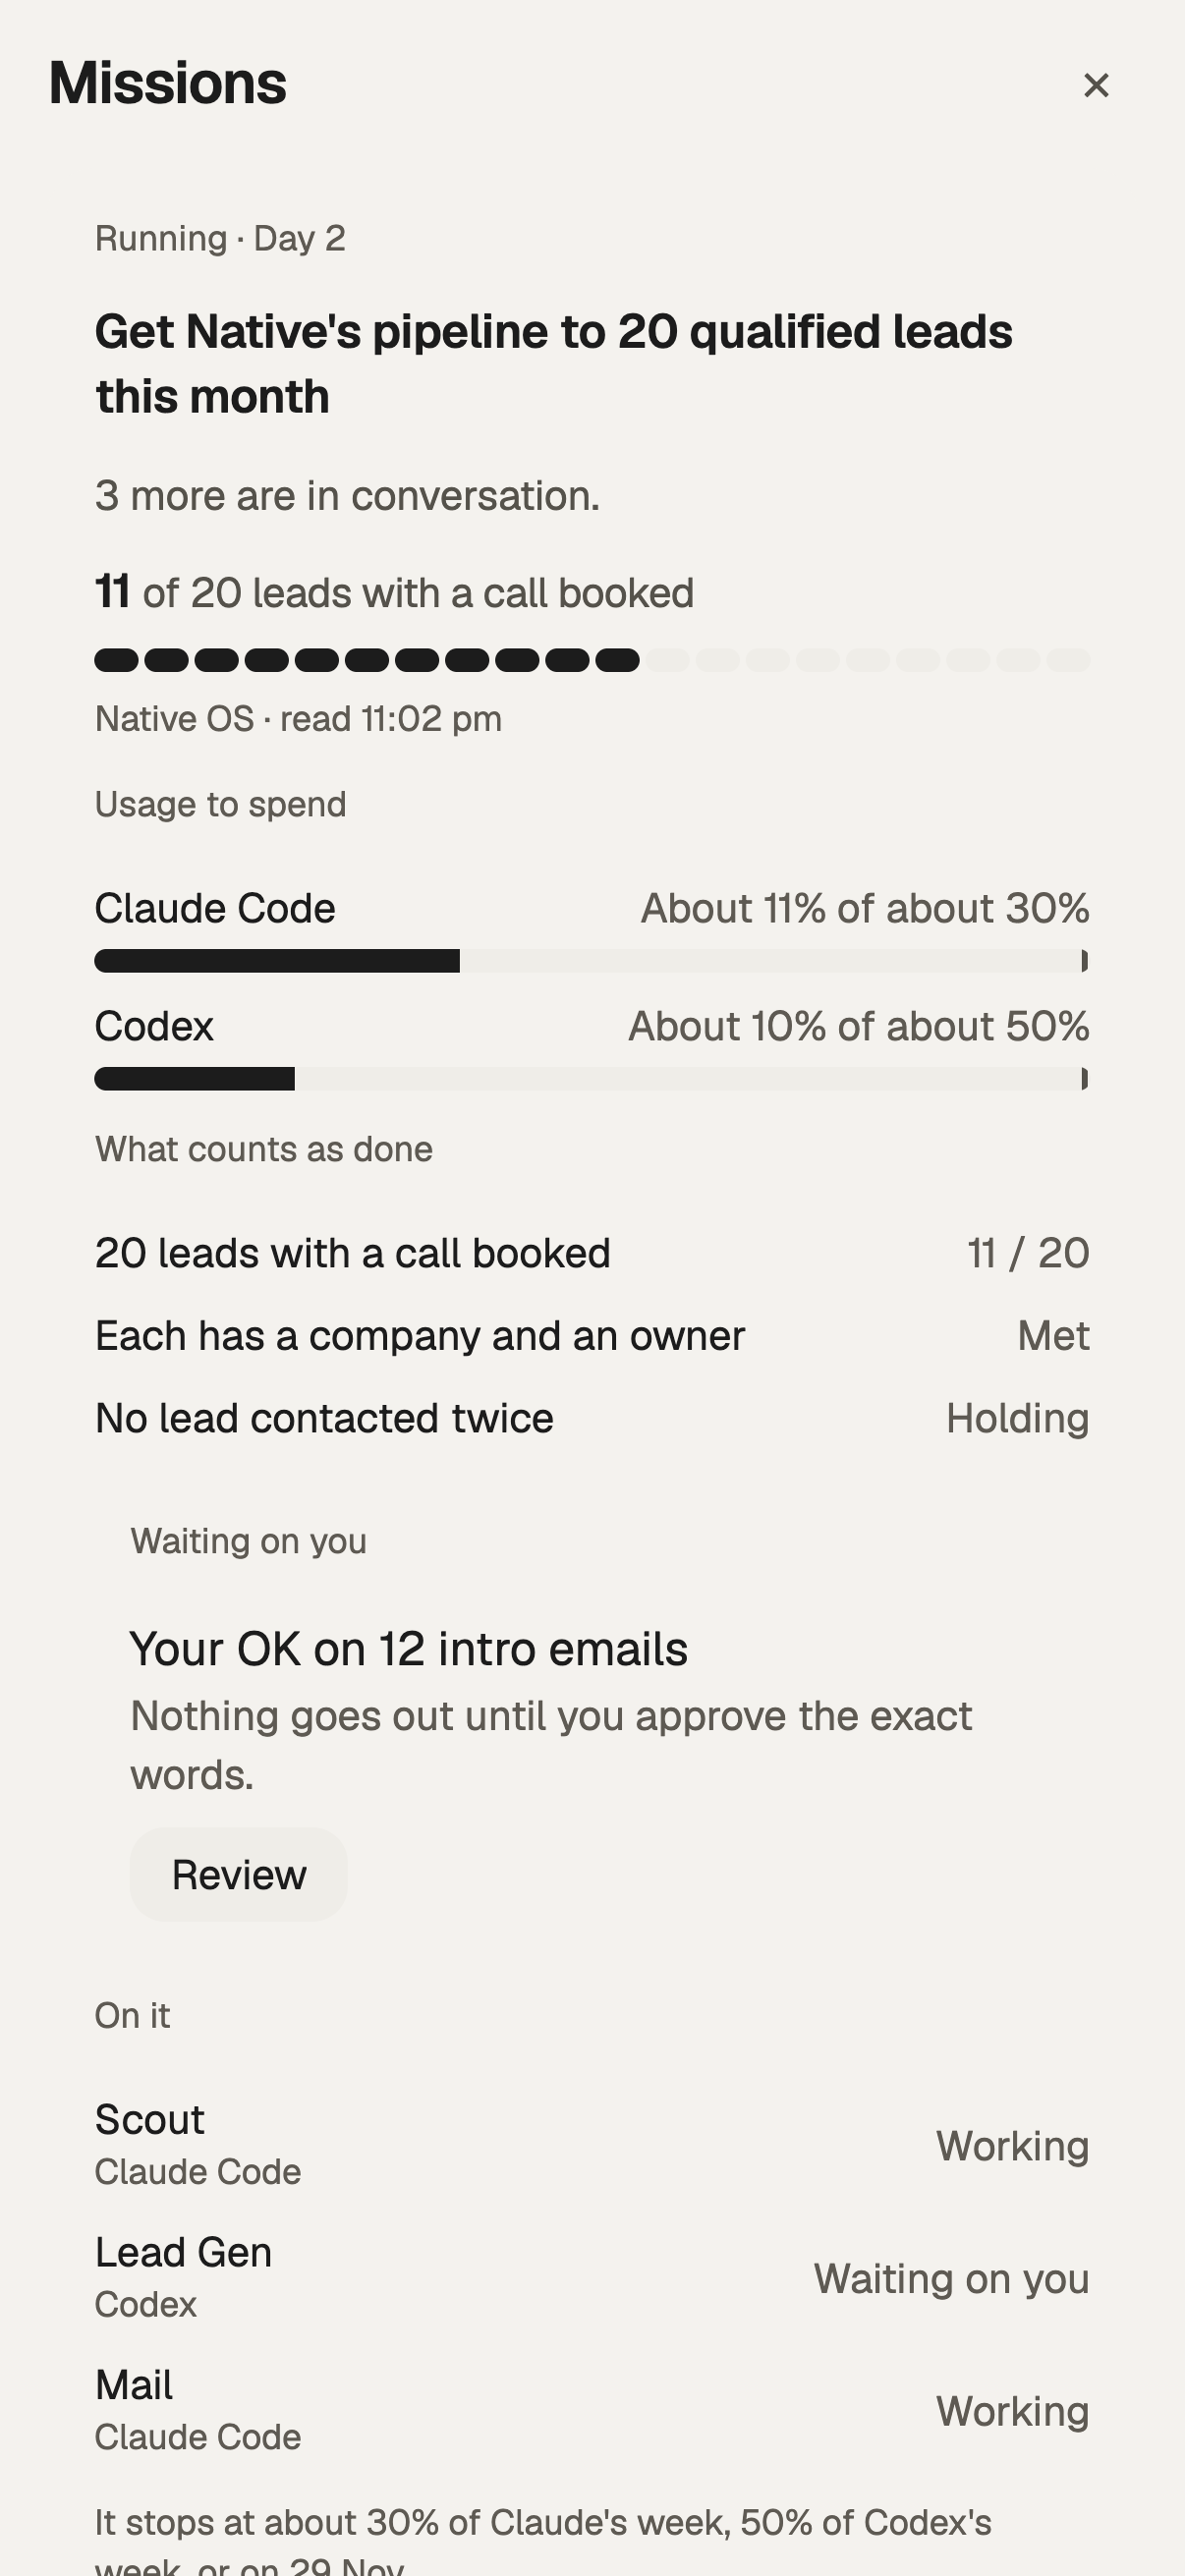 Missions
×
Running · Day 2
Get Native's pipeline to 20 qualified leads
this month
3 more are in conversation.
11 of 20 leads with a call booked
Native OS · read 11:02 pm
Usage to spend
Claude Code About 11% of about 30%
Codex About 10% of about 50%
What counts as done
20 leads with a call booked 11 / 20
Each has a company and an owner Met
No lead contacted twice Holding
Waiting on you
Your OK on 12 intro emails
Nothing goes out until you approve the exact
words.
Review
On it
Scout
Claude Code
Working
Lead Gen
Codex
Waiting on you
Mail
Claude Code
Working
It stops at about 30% of Claude's week, 50% of Codex's
week, or on 29 Nov